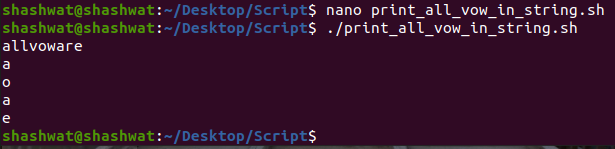 shashwat@shashwat:~/Desktop/Script$ nano print_all_vow_in_string.sh
shashwat@shashwat:~/Desktop/Script$ ./print_all_vow_in_string.sh
allvoware
a
o
a
e
shashwat@shashwat:~/Desktop/Script$